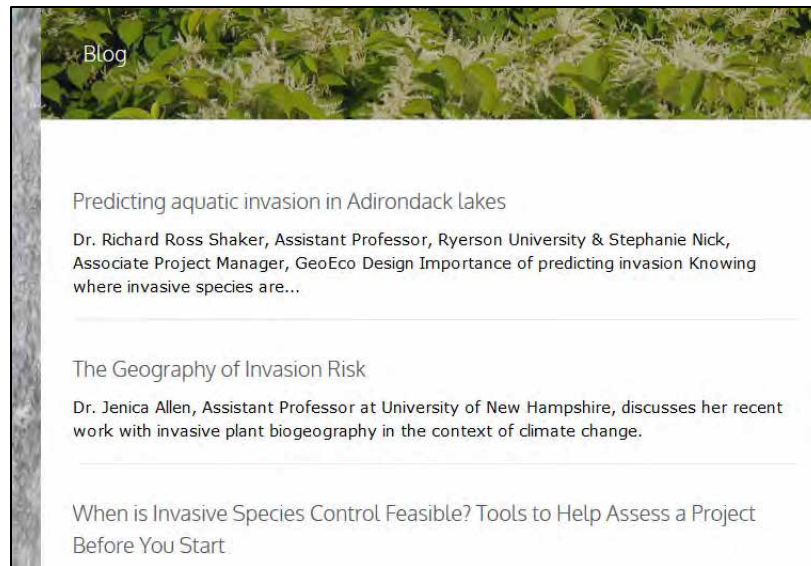 Blog
Predicting aquatic invasion in Adirondack lakes
Dr. Richard Ross Shaker, Assistant Professor, Ryerson University & Stephanie Nick,
Associate Project Manager, GeoEco Design Importance of predicting invasion Knowing
where invasive species are...
The Geography of Invasion Risk
Dr. Jenica Allen, Assistant Professor at University of New Hampshire, discusses her recent
work with invasive plant biogeography in the context of climate change.
When is Invasive Species Control Feasible? Tools to Help Assess a Project
Before You Start